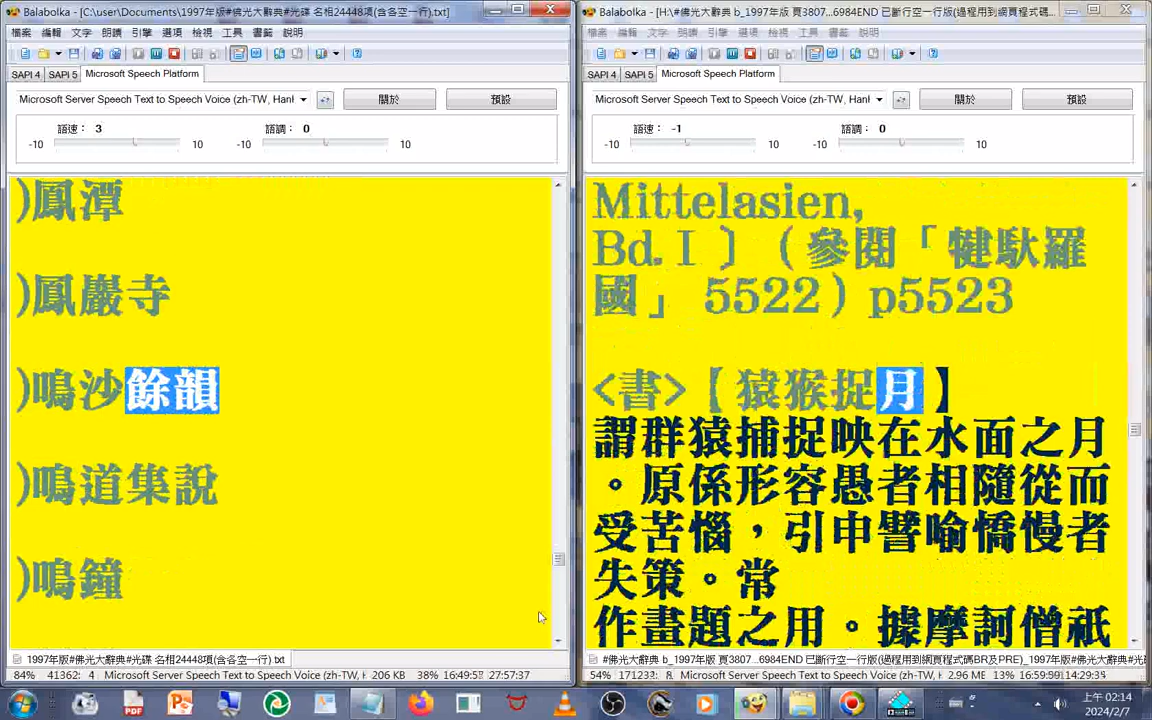 Balabolka - [C:\user\Documents\1997年版#佛光大辭典#光碟 名相24448項(含各空一行).txt]
檔案 編輯 文字 朗讀 引擎 選項 檢視 工具 書籤 說明
SAPI 4 SAPI 5 Microsoft Speech Platform
Microsoft Server Speech Text to Speech Voice (zh-TW, Hanl
關於 預設
語速： 3 語調： 0
-10 10 -10 10
)鳳潭
)鳳巖寺
)鳴沙餘韻
)鳴道集說
)鳴鐘
1997年版#佛光大辭典#光碟 名相24448項(含各空一行).txt
84% 41362: 4 Microsoft Server Speech Text to Speech Voice (zh-TW, H 206 KB 38% 16:49:55 27:57:37
Balabolka - [H:\#佛光大辭典 b_1997年版 頁3807...6984END 已斷行空一行版(過程用到網頁程式碼...
檔案 編輯 文字 朗讀 引擎 選項 檢視 工具 書籤 說明
SAPI 4 SAPI 5 Microsoft Speech Platform
Microsoft Server Speech Text to Speech Voice (zh-TW, Hanl
關於 預設
語速： -1 語調： 0
-10 10 -10 10
Mittelasien,
Bd.Ⅰ〕（參閱「犍馱羅
國」 5522）p5523
<書>【猿猴捉月】
謂群猿捕捉映在水面之月
。原係形容愚者相隨從而
受苦惱，引申譬喻憍慢者
失策。常
作畫題之用。據摩訶僧祇
#佛光大辭典 b_1997年版 頁3807...6984END 已斷行空一行版(過程用到網頁程式碼BR及PRE)_1997年版#光
54% 171233: 8 Microsoft Server Speech Text to Speech Voice (zh-TW, H 2.96 MB 13% 16:59:59
上午 02:14
2024/2/7